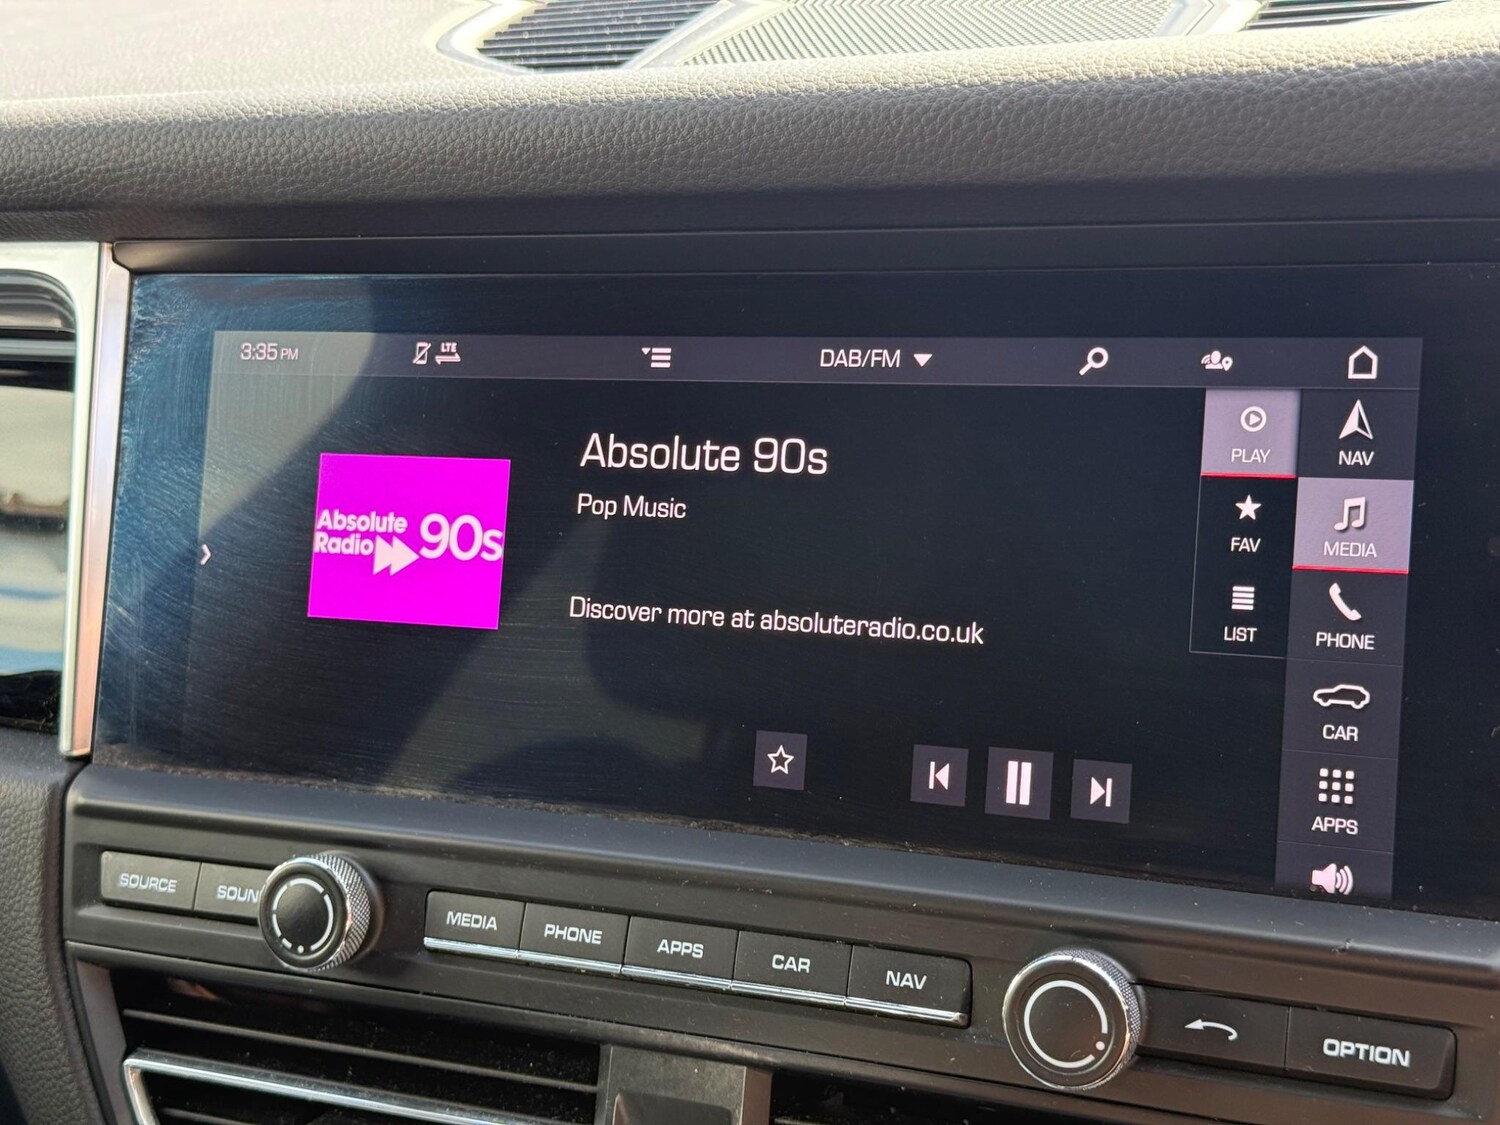 3:35 PM
LTE
DAB/FM
Absolute 90s
Pop Music
Absolute
Radio 90s
Discover more at absoluteradio.co.uk
PLAY
NAV
FAV
MEDIA
LIST
PHONE
CAR
APPS
SOURCE
SOUN
MEDIA
PHONE
APPS
CAR
NAV
OPTION